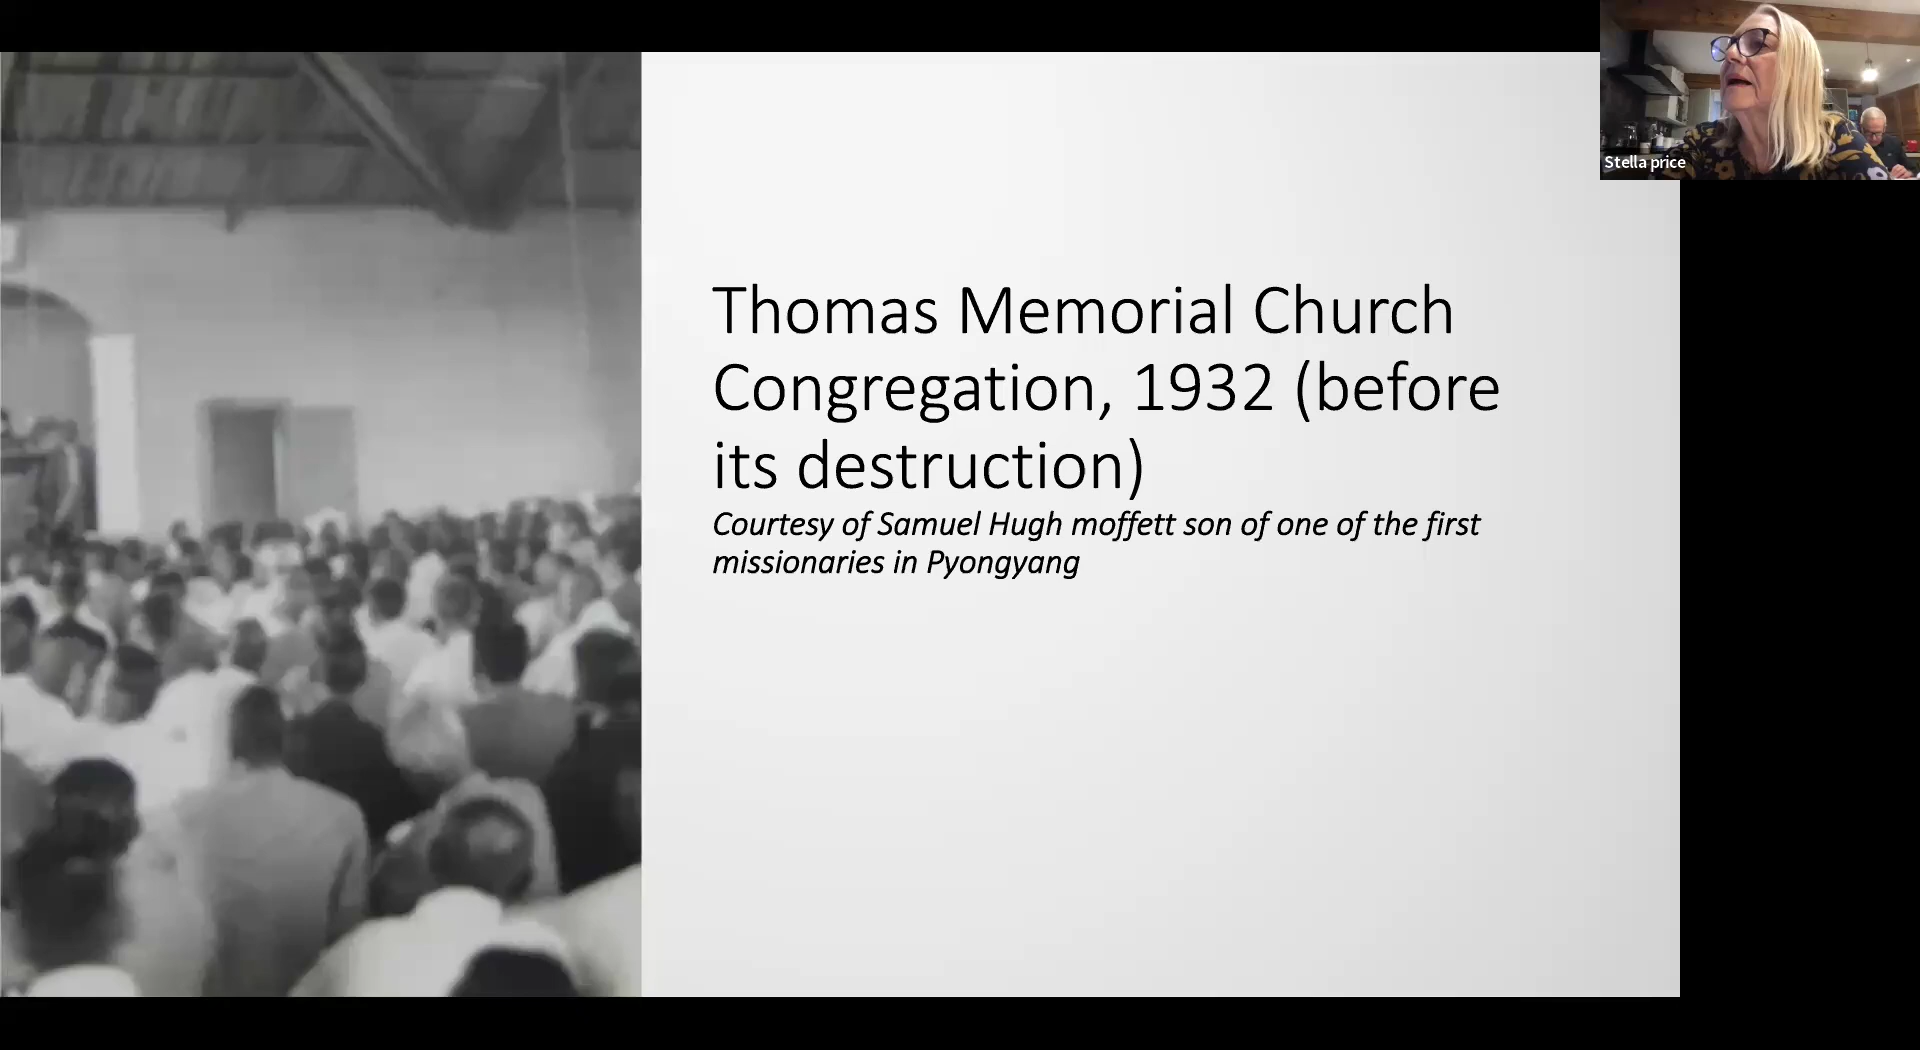 Stella price
Thomas Memorial Church
Congregation, 1932 (before
its destruction)
Courtesy of Samuel Hugh moffett son of one of the first
missionaries in Pyongyang